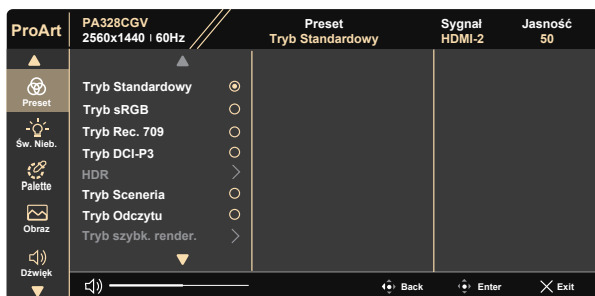 ProArt
PA328CGV
2560x1440 | 60Hz
Preset
Tryb Standardowy
Sygnał
HDMI-2
Jasność
50
Preset
Św. Nieb.
Palette
Obraz
Dźwięk
Tryb Standardowy
Tryb sRGB
Tryb Rec. 709
Tryb DCI-P3
HDR
Tryb Sceneria
Tryb Odczytu
Tryb szybk. render.
Back
Enter
Exit